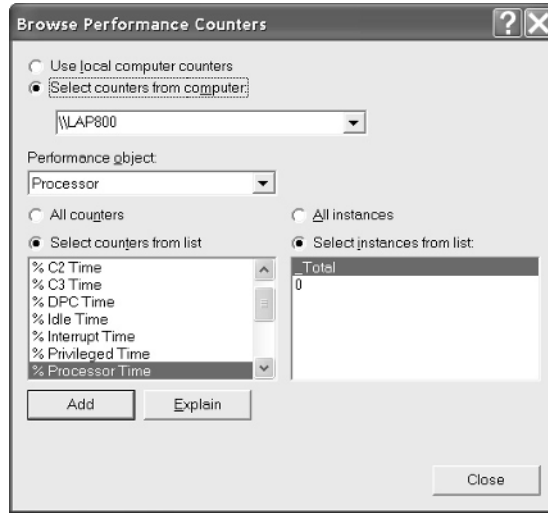 Browse Performance Counters
Use local computer counters
Select counters from computer:
\\LAP800
Performance object:
Processor
All counters
All instances
Select counters from list
Select instances from list:
% C2 Time
% C3 Time
% DPC Time
% Idle Time
% Interrupt Time
% Privileged Time
% Processor Time
_Total
0
Add
Explain
Close